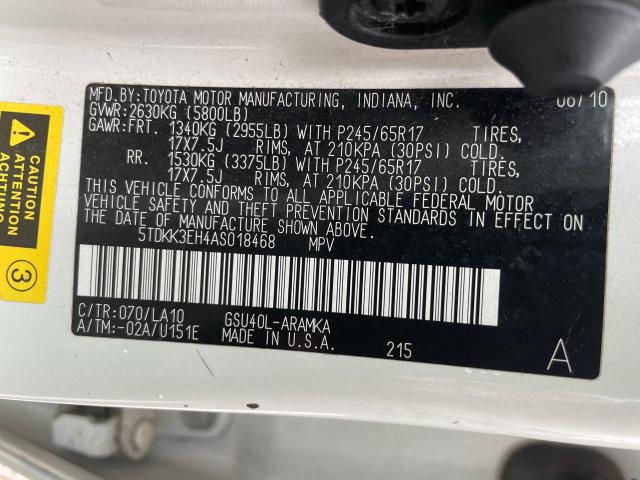 MFD.BY:TOYOTA MOTOR MANUFACTURING, INDIANA, INC. 06/10
GVWR:2630KG (5800LB)
GAWR:FRT. 1340KG (2955LB) WITH P245/65R17 TIRES,
17X7.5J RIMS, AT 210KPA (30PSI) COLD.
RR. 1530KG (3375LB) WITH P245/65R17 TIRES,
17X7.5J RIMS, AT 210KPA (30PSI) COLD.
THIS VEHICLE CONFORMS TO ALL APPLICABLE FEDERAL MOTOR
VEHICLE SAFETY AND THEFT PREVENTION STANDARDS IN EFFECT ON
THE DATE OF MANUFACTURE SHOWN ABOVE.
5TDKK3EH4AS018468 MPV
C/TR:070/LA10 GSU40L-ARAMKA
A/TM:-02A/U151E MADE IN U.S.A. 215
A
CAUTION
ATTENTION
ACHTUNG
3